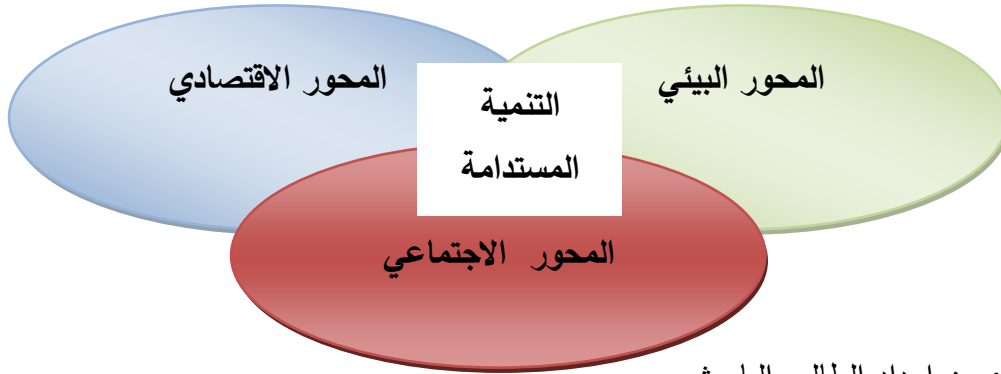 المحور الاقتصادي
المحور البيئي
التنمية
المستدامة
المحور الاجتماعي